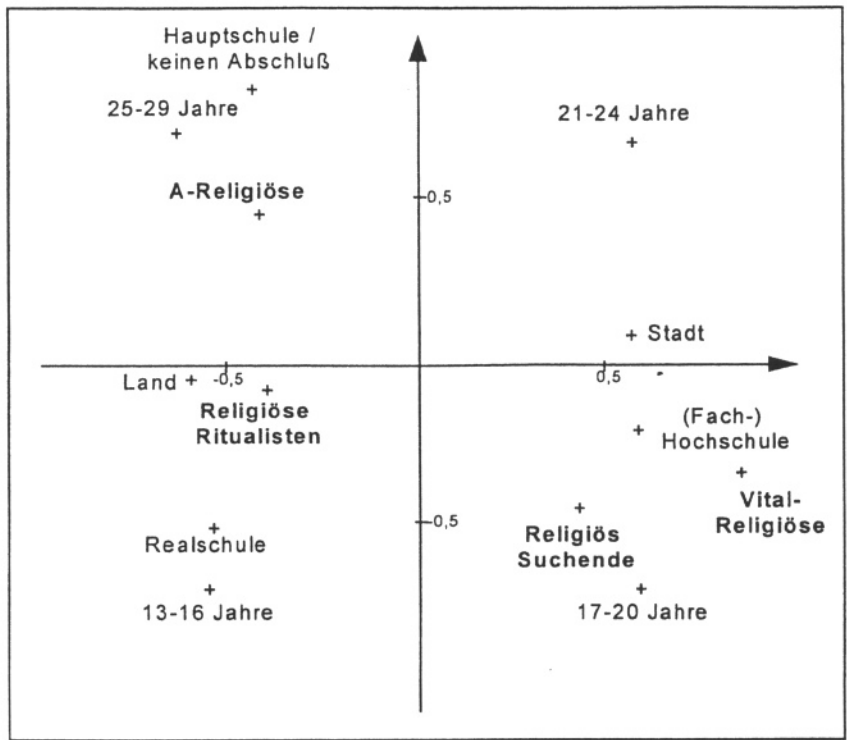 Hauptschule /
keinen Abschluß
25-29 Jahre
21-24 Jahre
A-Religiöse
0,5
Stadt
Land
-0,5
0,5
Religiöse
Ritualisten
(Fach-)
Hochschule
Vital-
Religiöse
-0,5
Religiös
Suchende
Realschule
13-16 Jahre
17-20 Jahre